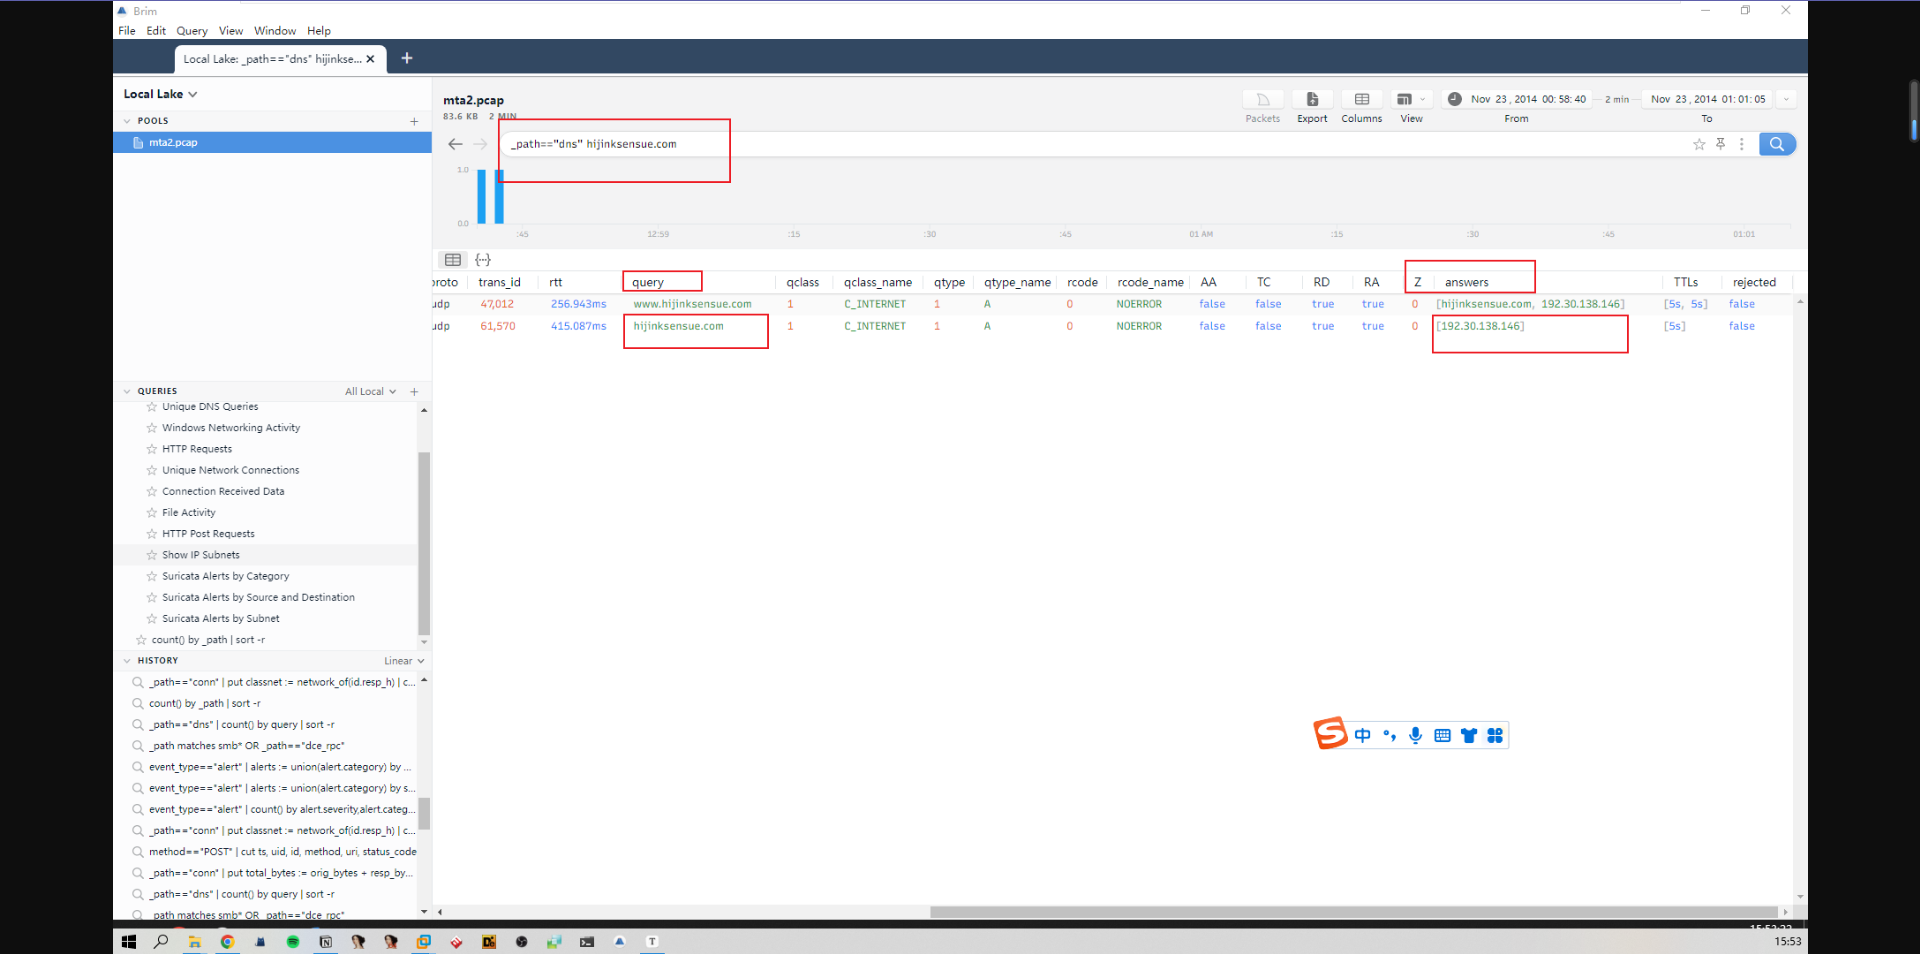 Brim
File Edit Query View Window Help
Local Lake: _path=="dns" hijinkse...
Local Lake
POOLS
mta2.pcap
mta2.pcap
83.6 KB 2 MIN
Packets Export Columns View
Nov 23, 2014 00:58:40 2 min Nov 23, 2014 01:01:05
From To
_path=="dns" hijinksensue.com
1.0
0.0
:45 12:59 :15 :30 :45 01 AM :15 :30 :45 01:01
proto trans_id rtt query qclass qclass_name qtype qtype_name rcode rcode_name AA TC RD RA Z answers TTLs rejected
udp 47,012 256.943ms www.hijinksensue.com 1 C_INTERNET 1 A 0 NOERROR false false true true 0 [hijinksensue.com, 192.30.138.146] [5s, 5s] false
udp 61,570 415.087ms hijinksensue.com 1 C_INTERNET 1 A 0 NOERROR false false true true 0 [192.30.138.146] [5s] false
QUERIES All Local
Unique DNS Queries
Windows Networking Activity
HTTP Requests
Unique Network Connections
Connection Received Data
File Activity
HTTP Post Requests
Show IP Subnets
Suricata Alerts by Category
Suricata Alerts by Source and Destination
Suricata Alerts by Subnet
count() by _path | sort -r
HISTORY Linear
_path=="conn" | put classnet := network_of(id.resp_h) | c...
count() by _path | sort -r
_path=="dns" | count() by query | sort -r
_path matches smb* OR _path=="dce_rpc"
event_type=="alert" | alerts := union(alert.category) by ...
event_type=="alert" | alerts := union(alert.category) by s...
event_type=="alert" | count() by alert.severity,alert.categ...
_path=="conn" | put classnet := network_of(id.resp_h) | c...
method=="POST" | cut ts, uid, id, method, uri, status_code
_path=="conn" | put total_bytes := orig_bytes + resp_by...
_path=="dns" | count() by query | sort -r
_path matches smb* OR _path=="dce_rpc"
中
15:53